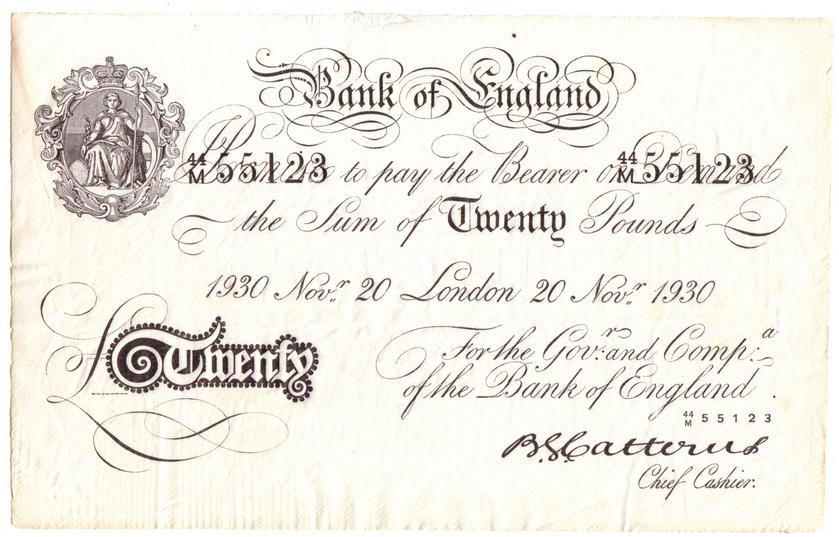 Bank of England
44/M 55123 Promise to pay the Bearer on Demand 44/M 55123
the Sum of Twenty Pounds
1930 Novr. 20 London 20 Novr. 1930
£Twenty
For the Govr. and Compa.
of the Bank of England.
44/M 55123
B.G.Catterns
Chief Cashier.